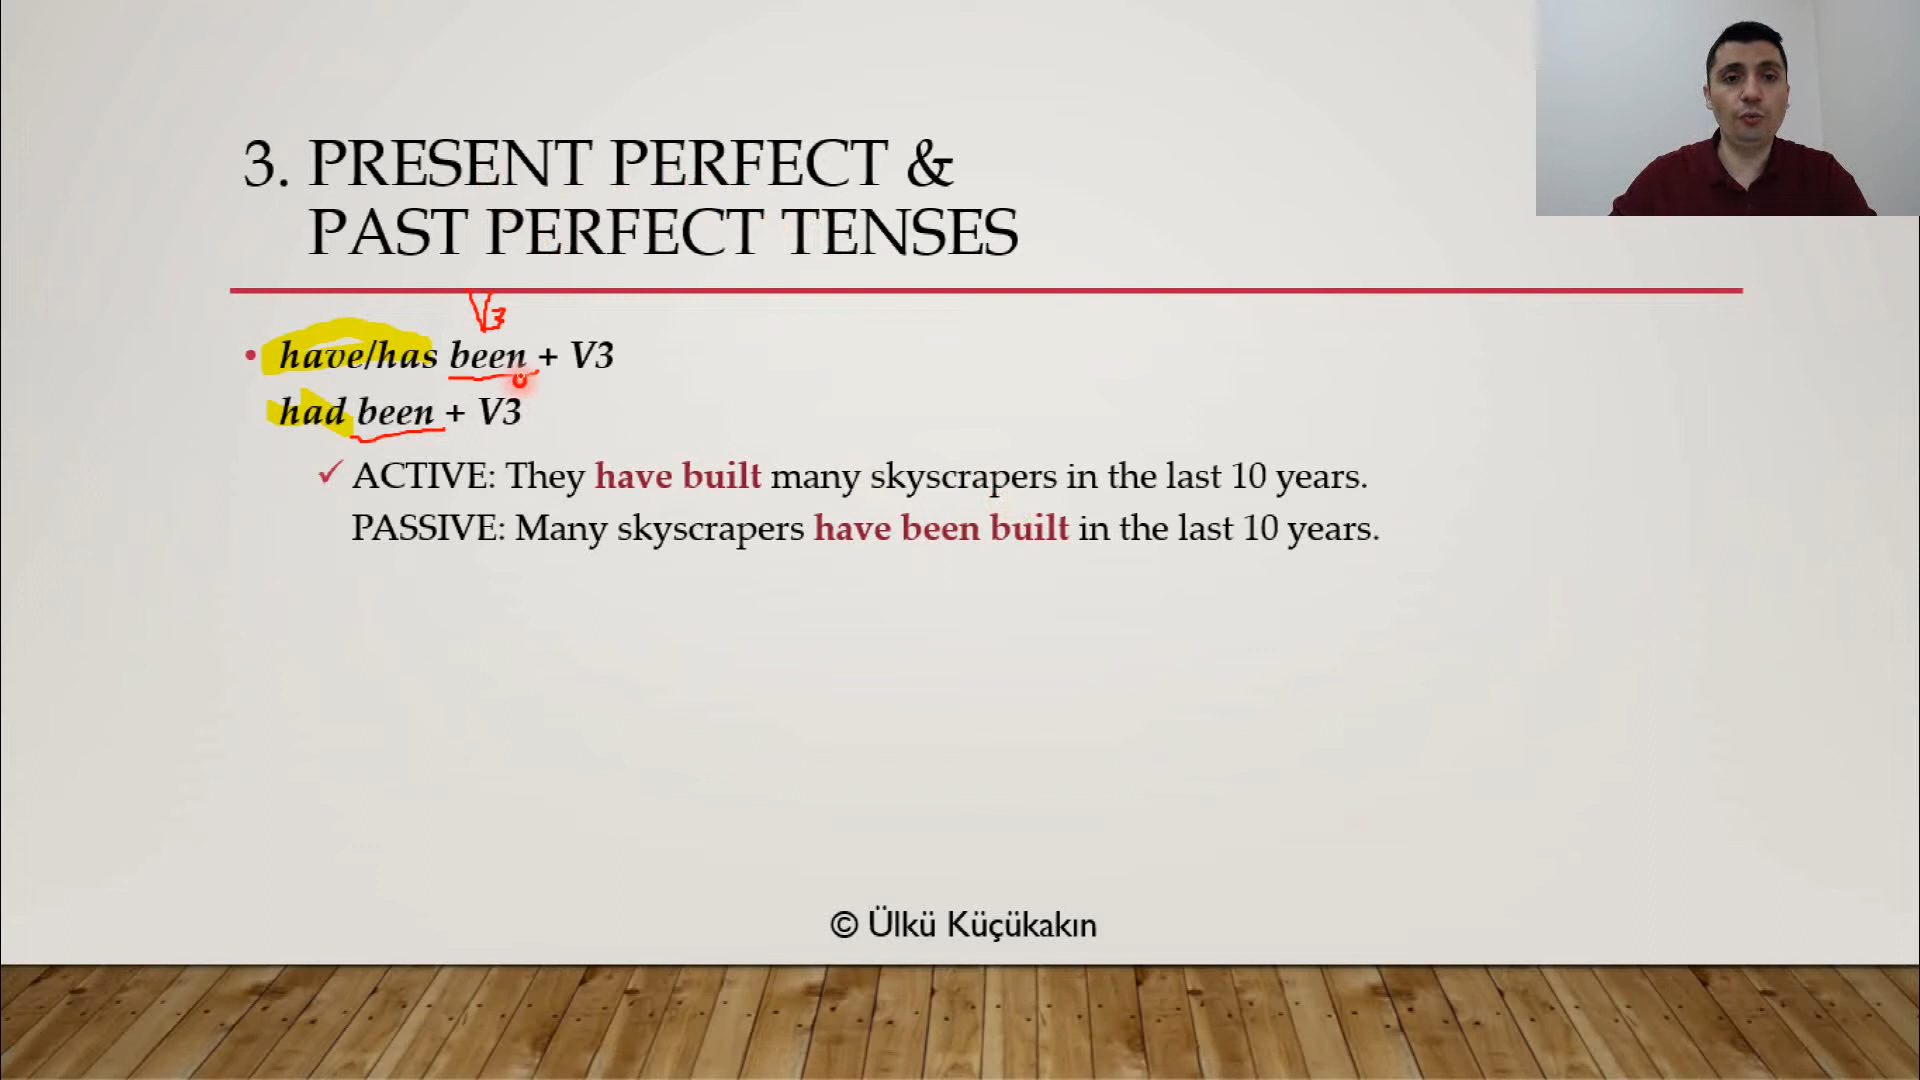 3. PRESENT PERFECT &
PAST PERFECT TENSES
V3
• have/has been + V3
had been + V3
✓ ACTIVE: They have built many skyscrapers in the last 10 years.
PASSIVE: Many skyscrapers have been built in the last 10 years.
© Ülkü Küçükakın